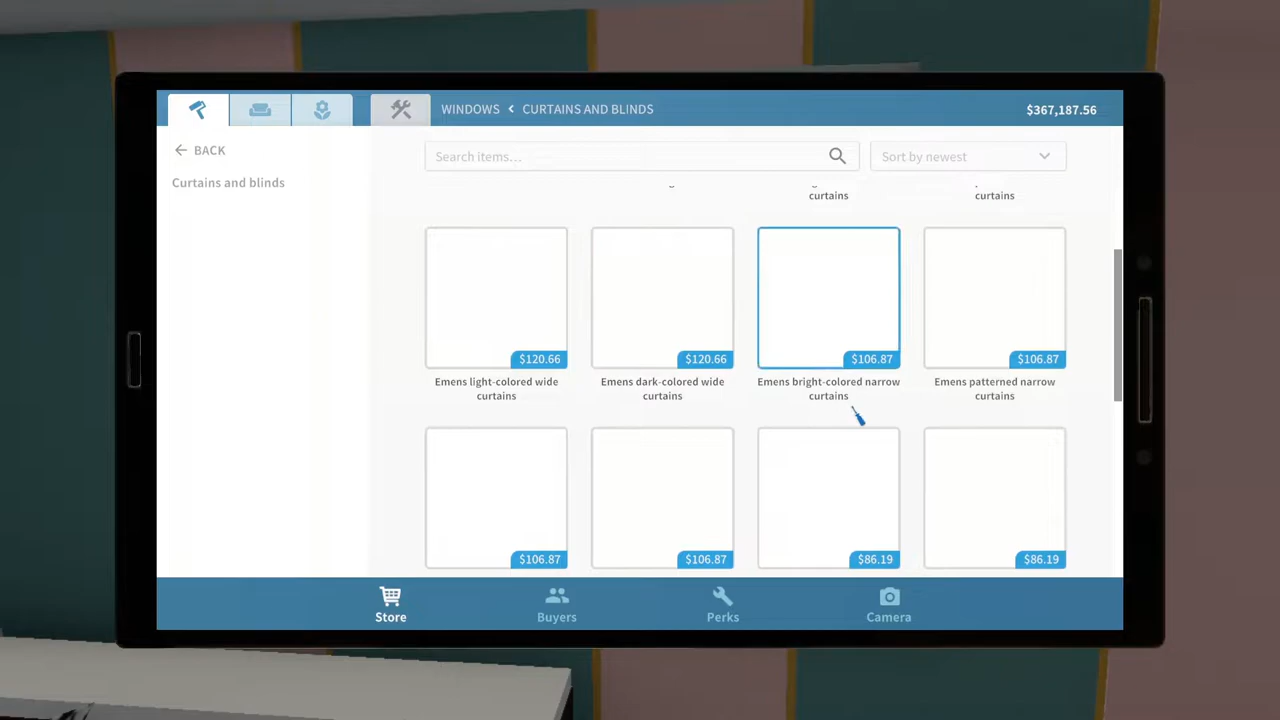 WINDOWS < CURTAINS AND BLINDS
$367,187.56
BACK
Search items...
Sort by newest
Curtains and blinds
curtains
curtains
$120.66
$120.66
$106.87
$106.87
Emens light-colored wide
curtains
Emens dark-colored wide
curtains
Emens bright-colored narrow
curtains
Emens patterned narrow
curtains
$106.87
$106.87
$86.19
$86.19
Store
Buyers
Perks
Camera